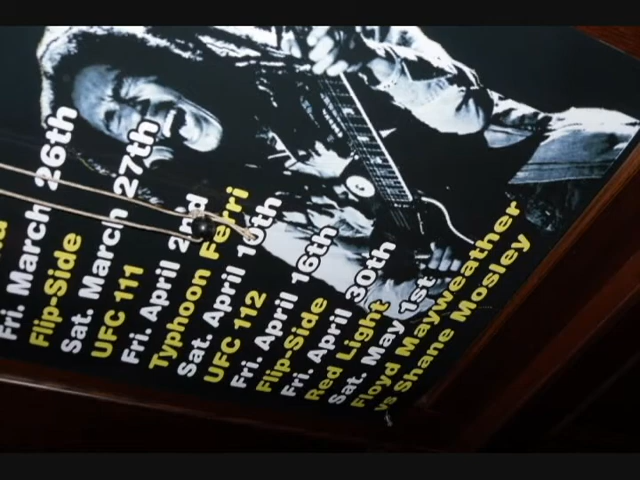 Fri. March 26th
Flip-Side
Sat. March 27th
UFC 111
Fri. April 2nd
Typhoon Ferri
Sat. April 10th
UFC 112
Fri. April 16th
Flip-Side
Fri. April 30th
Red Light
Sat. May 1st
Floyd Mayweather
vs Shane Mosley